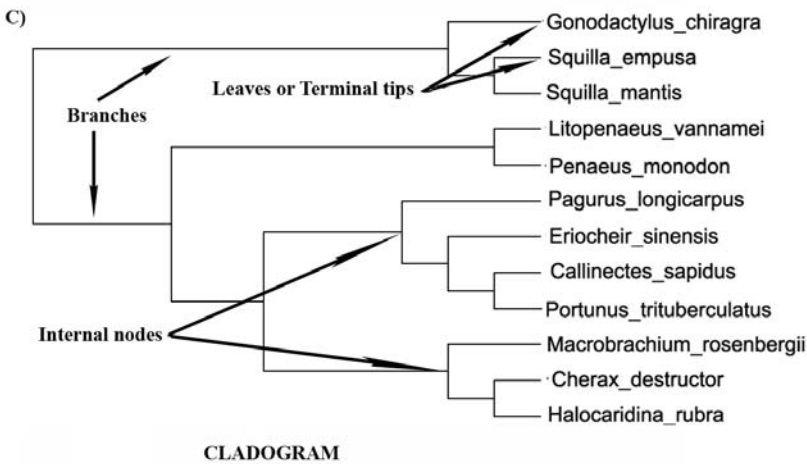 C)
Gonodactylus_chiragra
Squilla_empusa
Leaves or Terminal tips
Squilla_mantis
Branches
Litopenaeus_vannamei
Penaeus_monodon
Pagurus_longicarpus
Eriocheir_sinensis
Callinectes_sapidus
Portunus_trituberculatus
Internal nodes
Macrobrachium_rosenbergii
Cherax_destructor
Halocaridina_rubra
CLADOGRAM